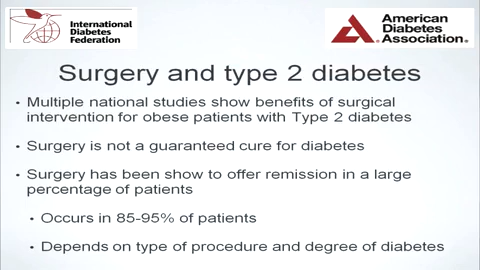 International
Diabetes
Federation
American
Diabetes
Association®
Surgery and type 2 diabetes
• Multiple national studies show benefits of surgical
intervention for obese patients with Type 2 diabetes
• Surgery is not a guaranteed cure for diabetes
• Surgery has been show to offer remission in a large
percentage of patients
• Occurs in 85-95% of patients
• Depends on type of procedure and degree of diabetes